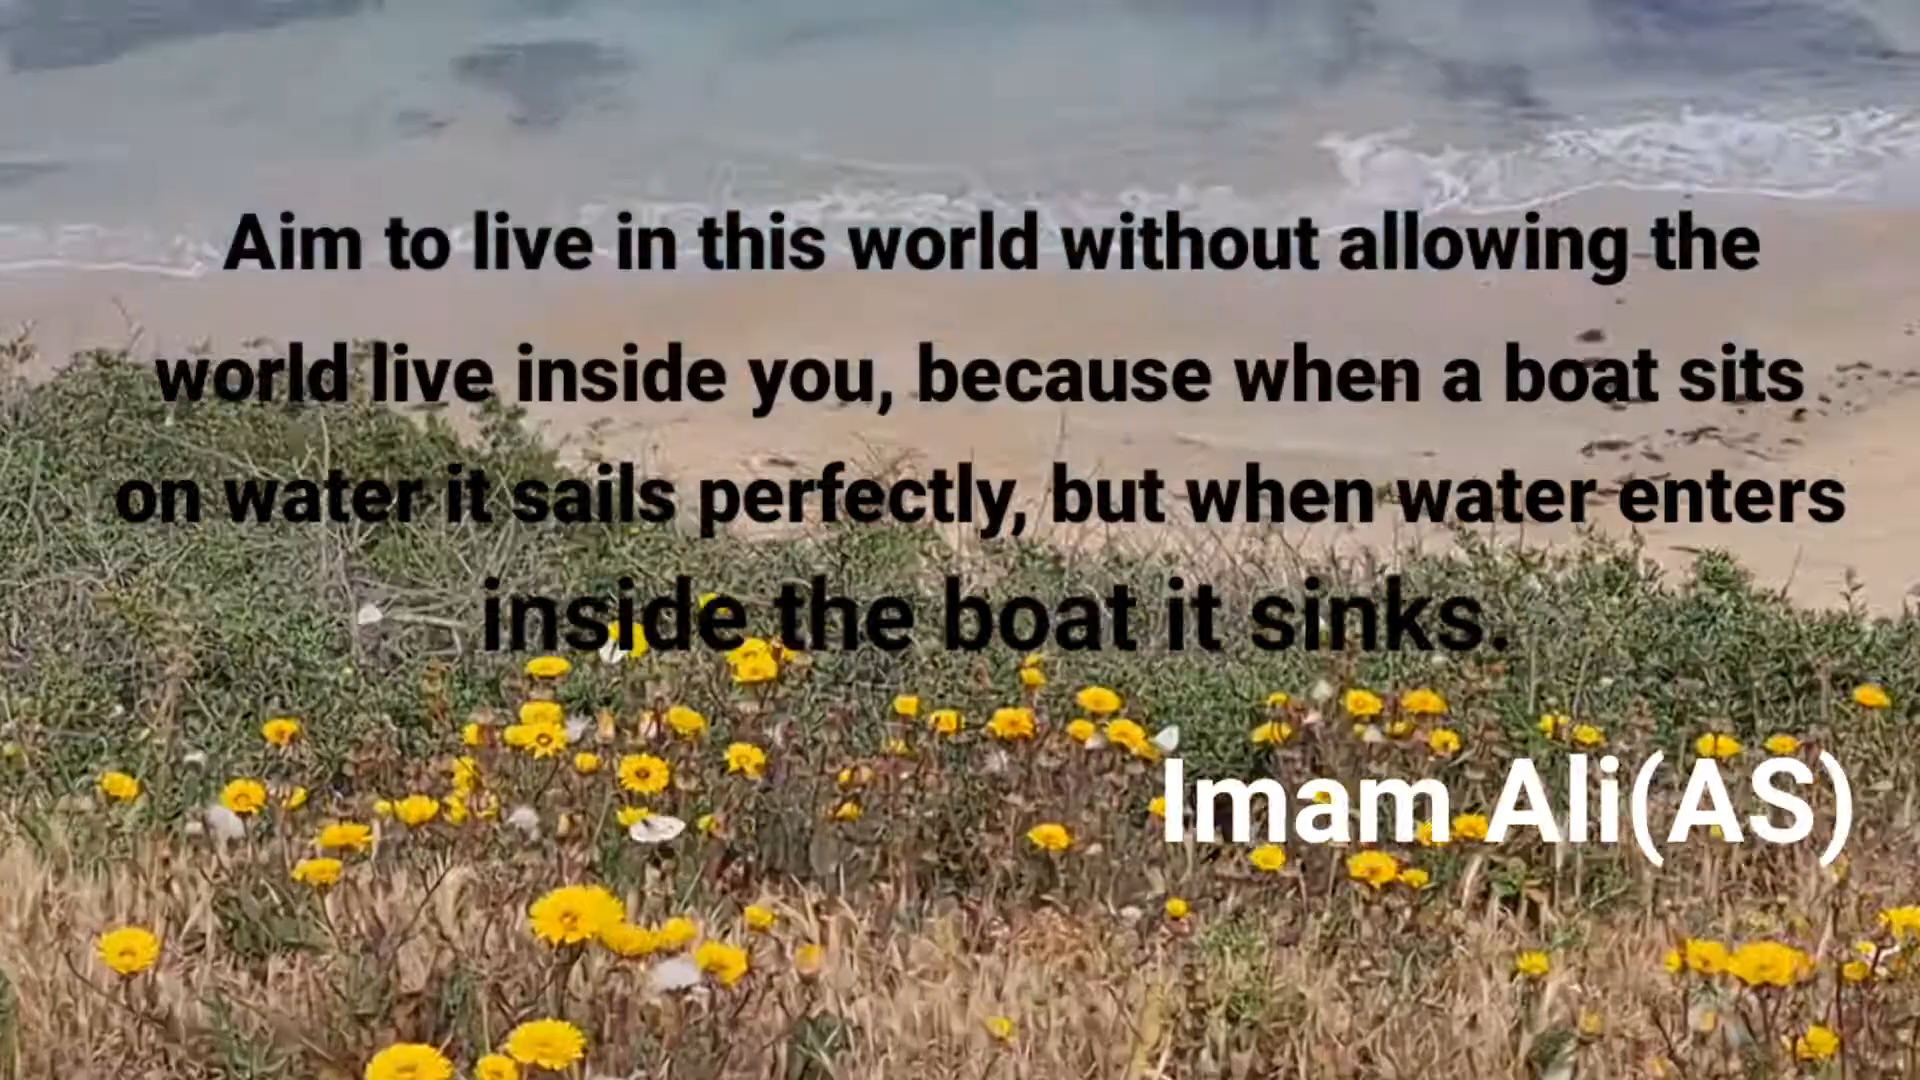 Aim to live in this world without allowing the
world live inside you, because when a boat sits
on water it sails perfectly, but when water enters
inside the boat it sinks.
Imam Ali(AS)